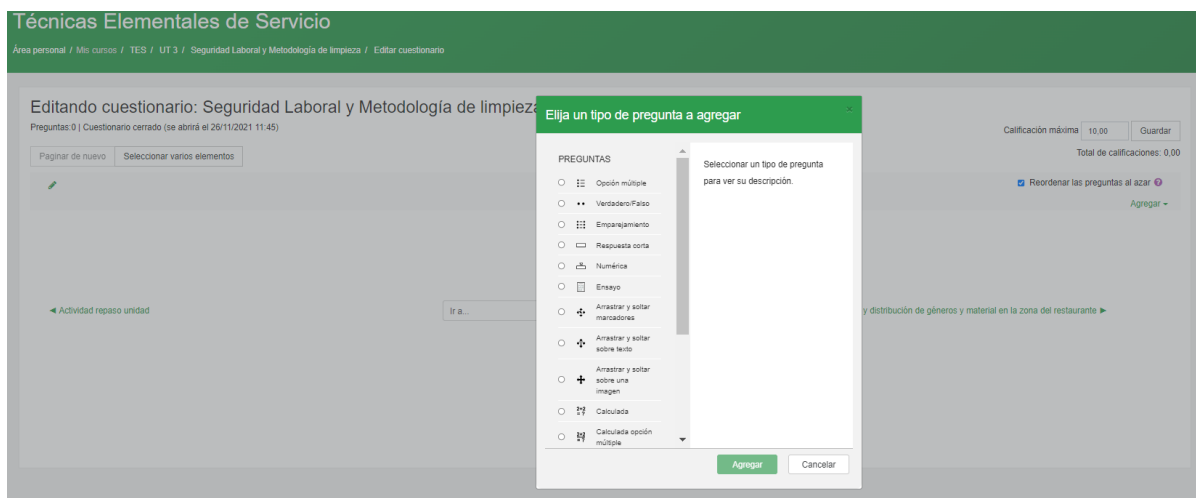 Técnicas Elementales de Servicio
Área personal / Mis cursos / TES / UT 3 / Seguridad Laboral y Metodología de limpieza / Editar cuestionario
Editando cuestionario: Seguridad Laboral y Metodología de limpieza
Preguntas:0 | Cuestionario cerrado (se abrirá el 26/11/2021 11:45)
Calificación máxima 10,00 Guardar
Paginar de nuevo Seleccionar varios elementos
Total de calificaciones: 0,00
Reordenar las preguntas al azar
Agregar
◄ Actividad repaso unidad
Ir a...
y distribución de géneros y material en la zona del restaurante ►
Elija un tipo de pregunta a agregar ×
PREGUNTAS
Opción múltiple
Verdadero/Falso
Emparejamiento
Respuesta corta
Numérica
Ensayo
Arrastrar y soltar
marcadores
Arrastrar y soltar
sobre texto
Arrastrar y soltar
sobre una
imagen
Calculada
Calculada opción
múltiple
Seleccionar un tipo de pregunta
para ver su descripción.
Agregar Cancelar